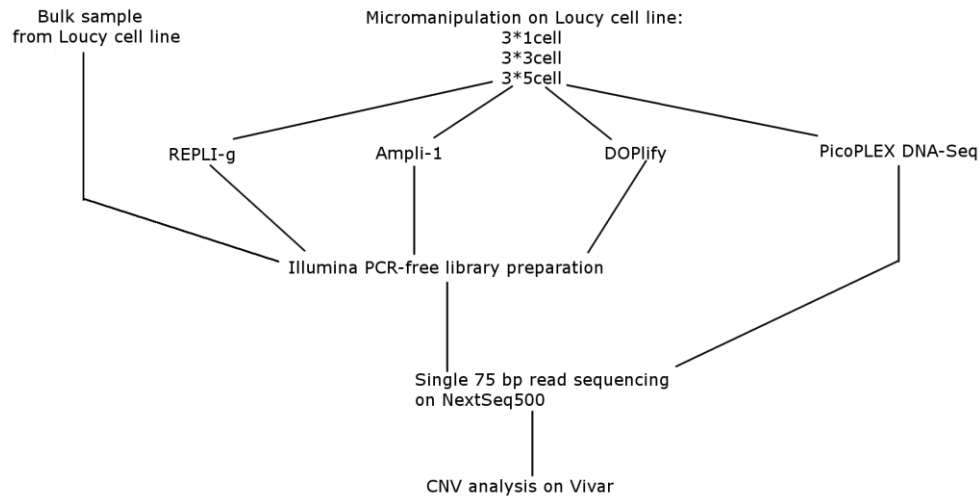 Bulk sample
from Loucy cell line
Micromanipulation on Loucy cell line:
3*1cell
3*3cell
3*5cell
REPLI-g
Ampli-1
DOPlify
PicoPLEX DNA-Seq
Illumina PCR-free library preparation
Single 75 bp read sequencing
on NextSeq500
CNV analysis on Vivar